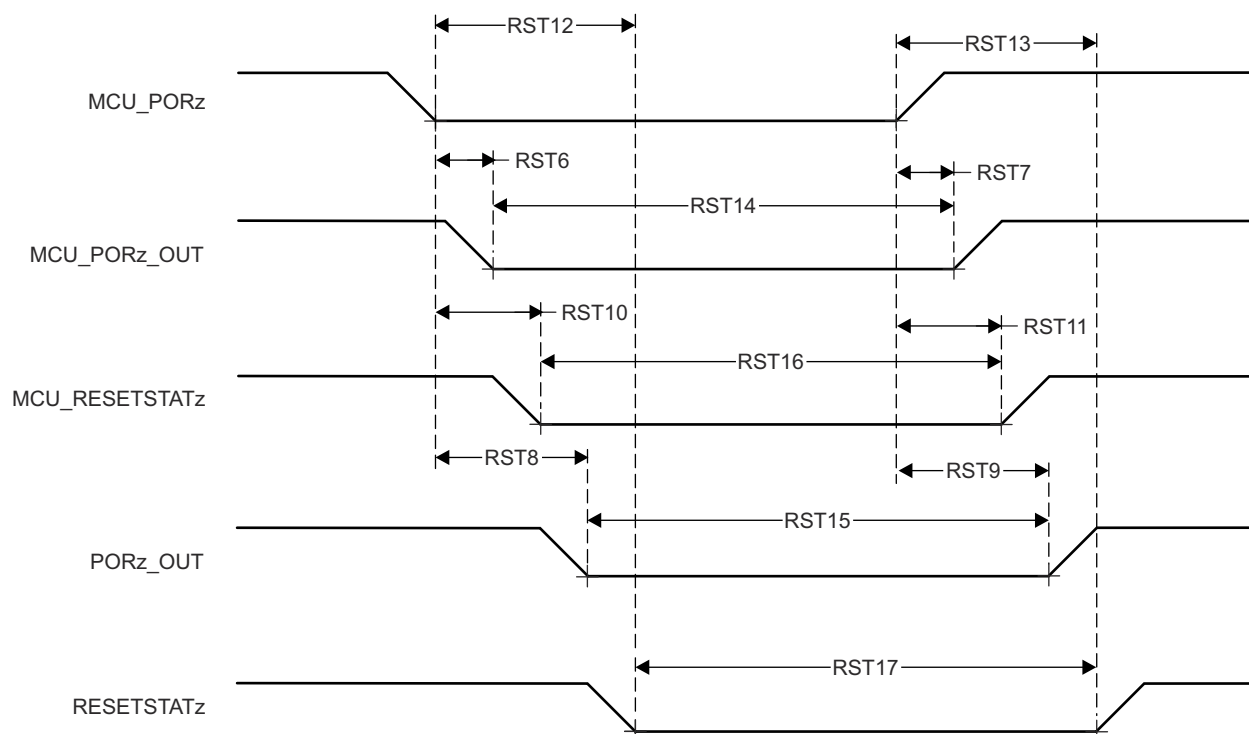 RST12
RST13
MCU_PORz
RST6
RST7
RST14
MCU_PORz_OUT
RST10
RST11
RST16
MCU_RESETSTATz
RST8
RST9
RST15
PORz_OUT
RST17
RESETSTATz